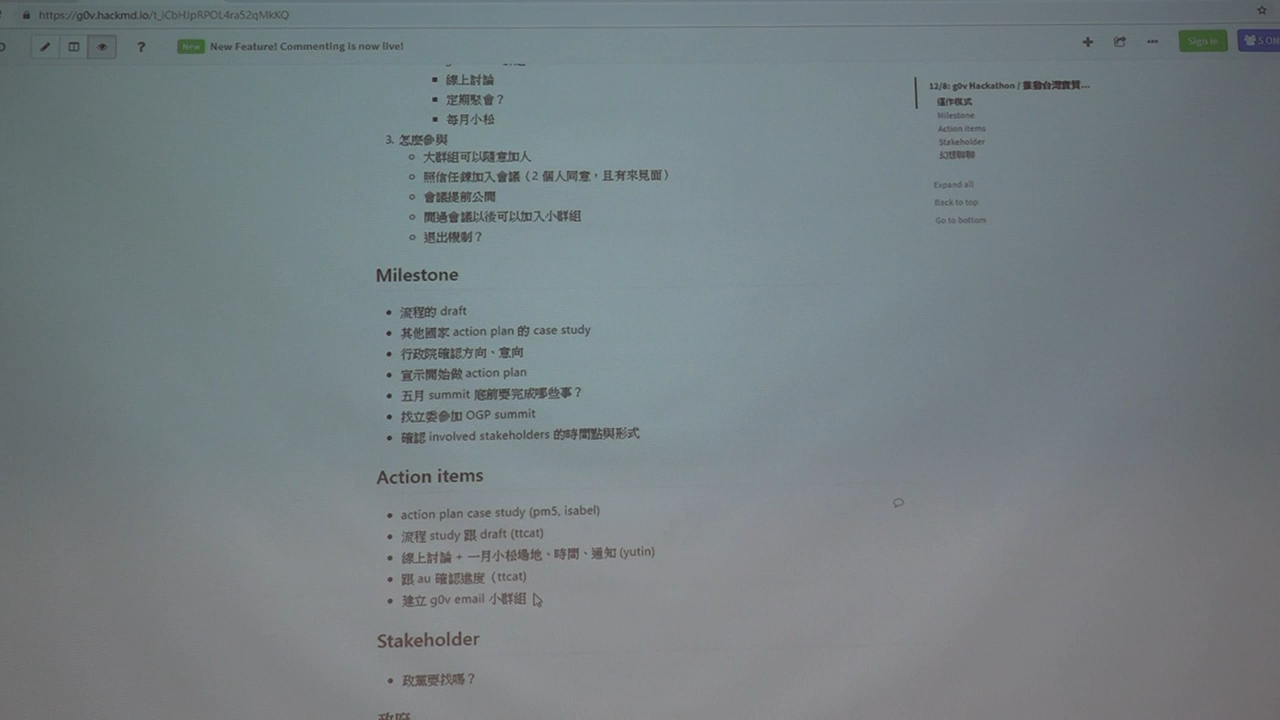 https://g0v.hackmd.io/t_
New New Feature! Commenting is now live!
Sign in
線上討論
定期聚會？
每月小松
3. 怎麼參與
大群組可以隨意加人
照信任鍊加入會議（2 個人同意，且有來見面）
會議提前公開
開過會議以後可以加入小群組
退出機制？
Milestone
流程的 draft
其他國家 action plan 的 case study
行政院確認方向、意向
宣示開始做 action plan
五月 summit 底前要完成哪些事？
找立委參加 OGP summit
確認 involved stakeholders 的時間點與形式
Action items
action plan case study (pm5, isabel)
流程 study 跟 draft (ttcat)
線上討論 + 一月小松場地、時間、通知 (yutin)
跟 au 確認進度（ttcat)
建立 g0v email 小群組
Stakeholder
政黨要找嗎？
政府
12/8: g0v Hackathon / 推動台灣實質...
運作模式
Milestone
Action items
Stakeholder
幻想聊聊
Expand all
Back to top
Go to bottom